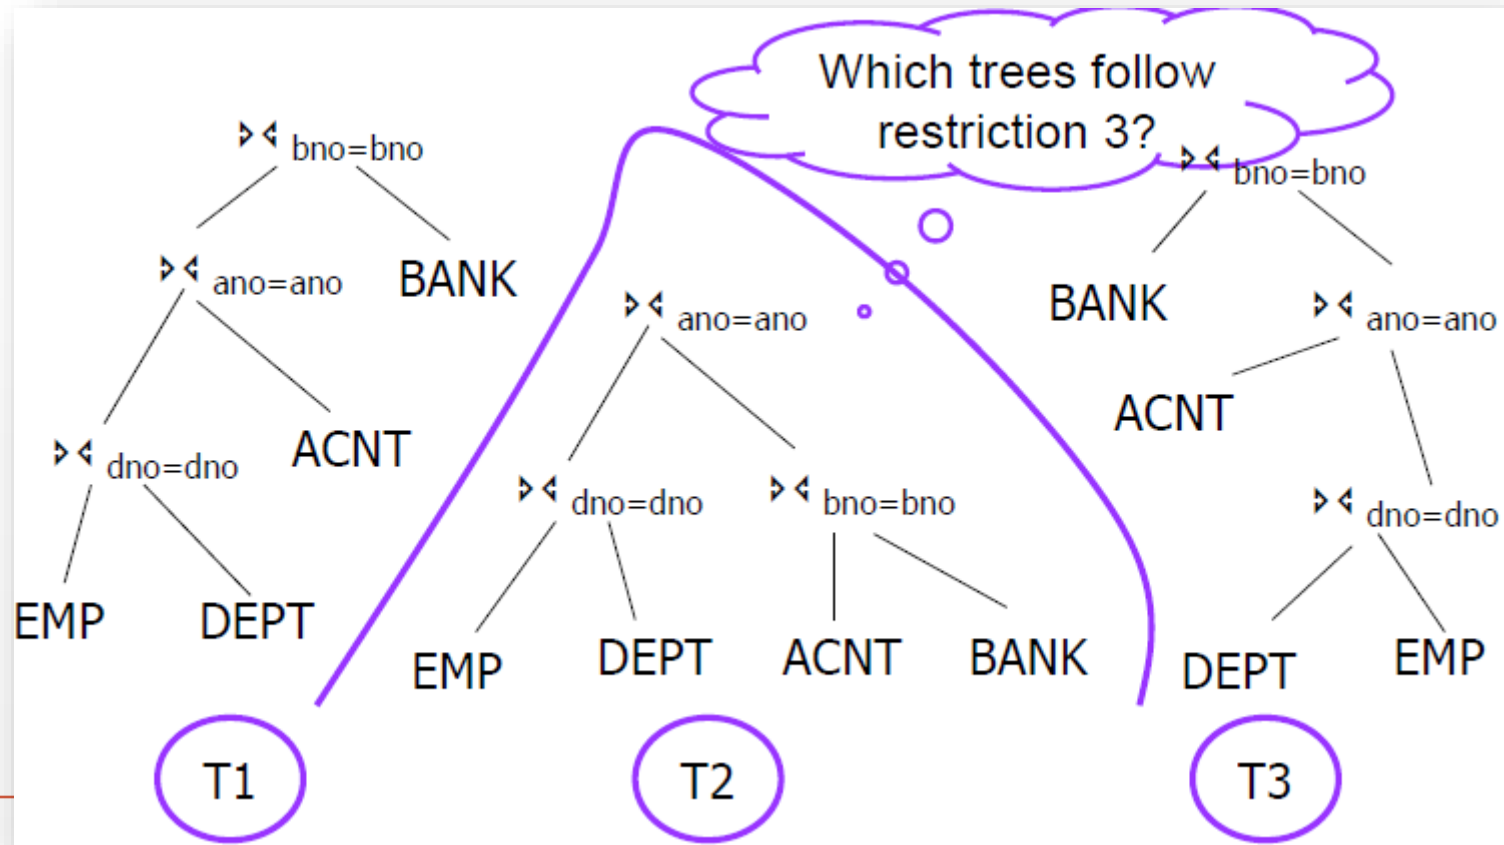 Which trees follow
restriction 3?
bno=bno
ano=ano
BANK
dno=dno
ACNT
EMP
DEPT
T1
ano=ano
dno=dno
bno=bno
EMP
DEPT
ACNT
BANK
T2
bno=bno
BANK
ano=ano
ACNT
dno=dno
DEPT
EMP
T3